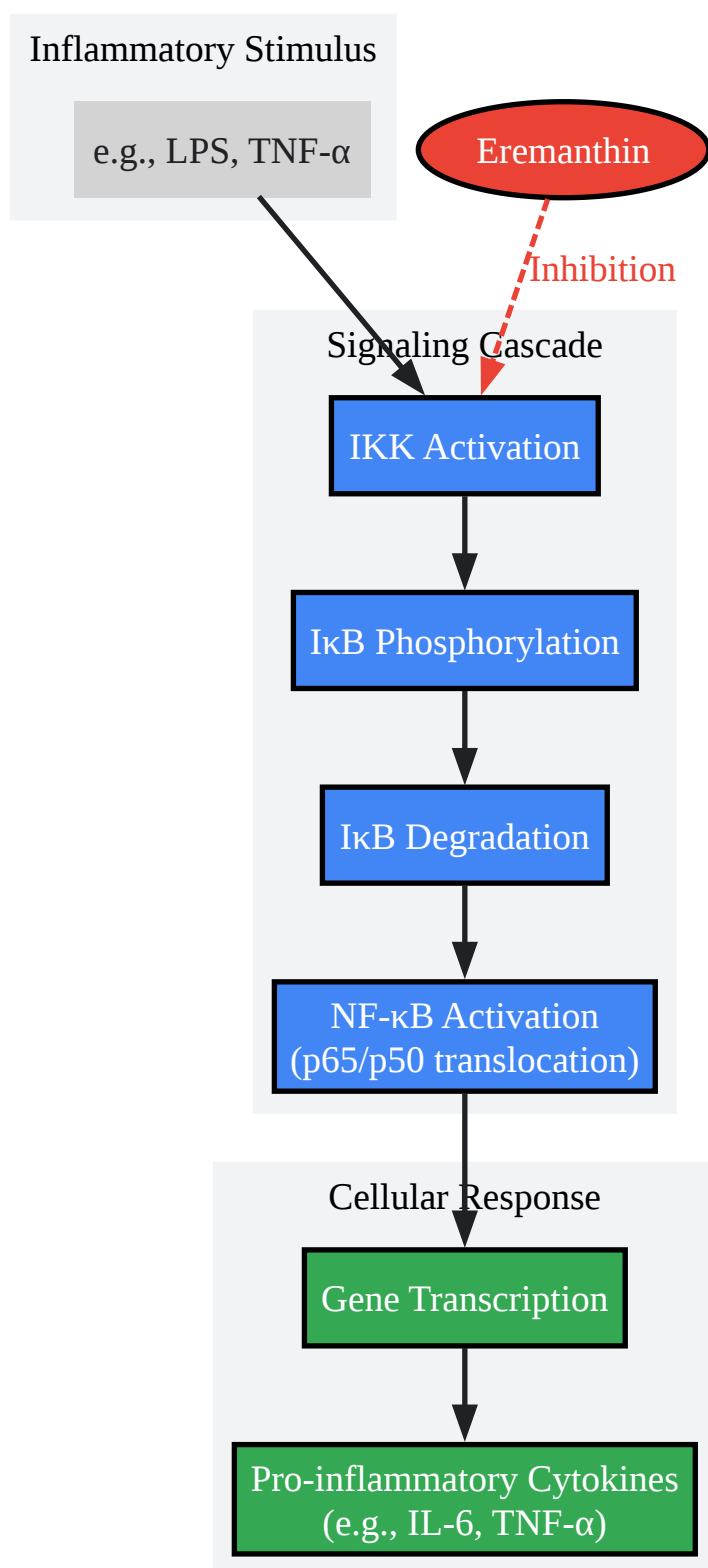 Inflammatory Stimulus
e.g., LPS, TNF-α
Eremanthin
Inhibition
Signaling Cascade
IKK Activation
IκB Phosphorylation
IκB Degradation
NF-κB Activation
(p65/p50 translocation)
Cellular Response
Gene Transcription
Pro-inflammatory Cytokines
(e.g., IL-6, TNF-α)